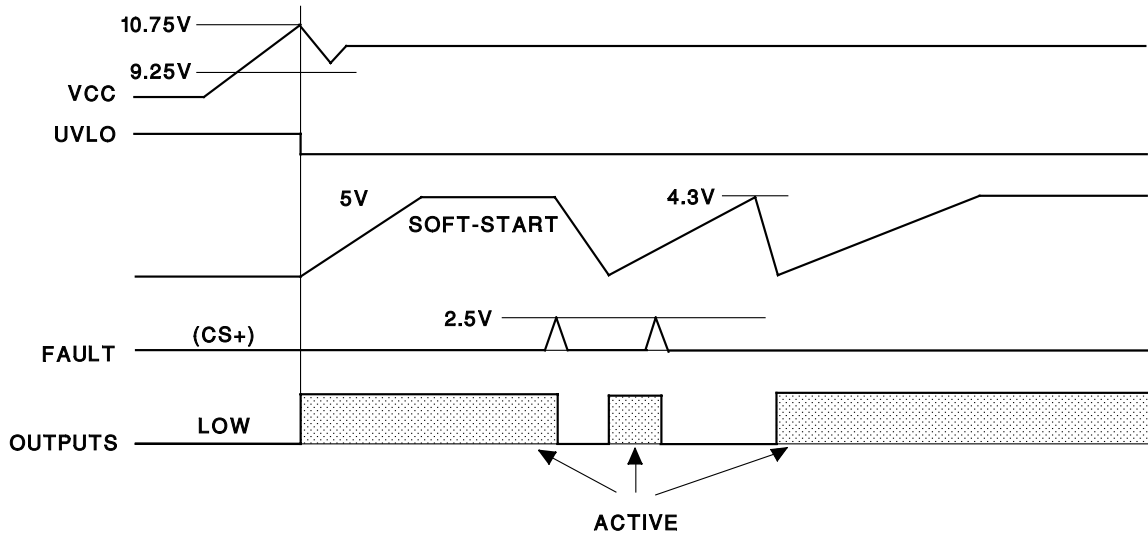 10.75V
9.25V
VCC
UVLO
5V
4.3V
SOFT-START
2.5V
(CS+)
FAULT
LOW
OUTPUTS
ACTIVE